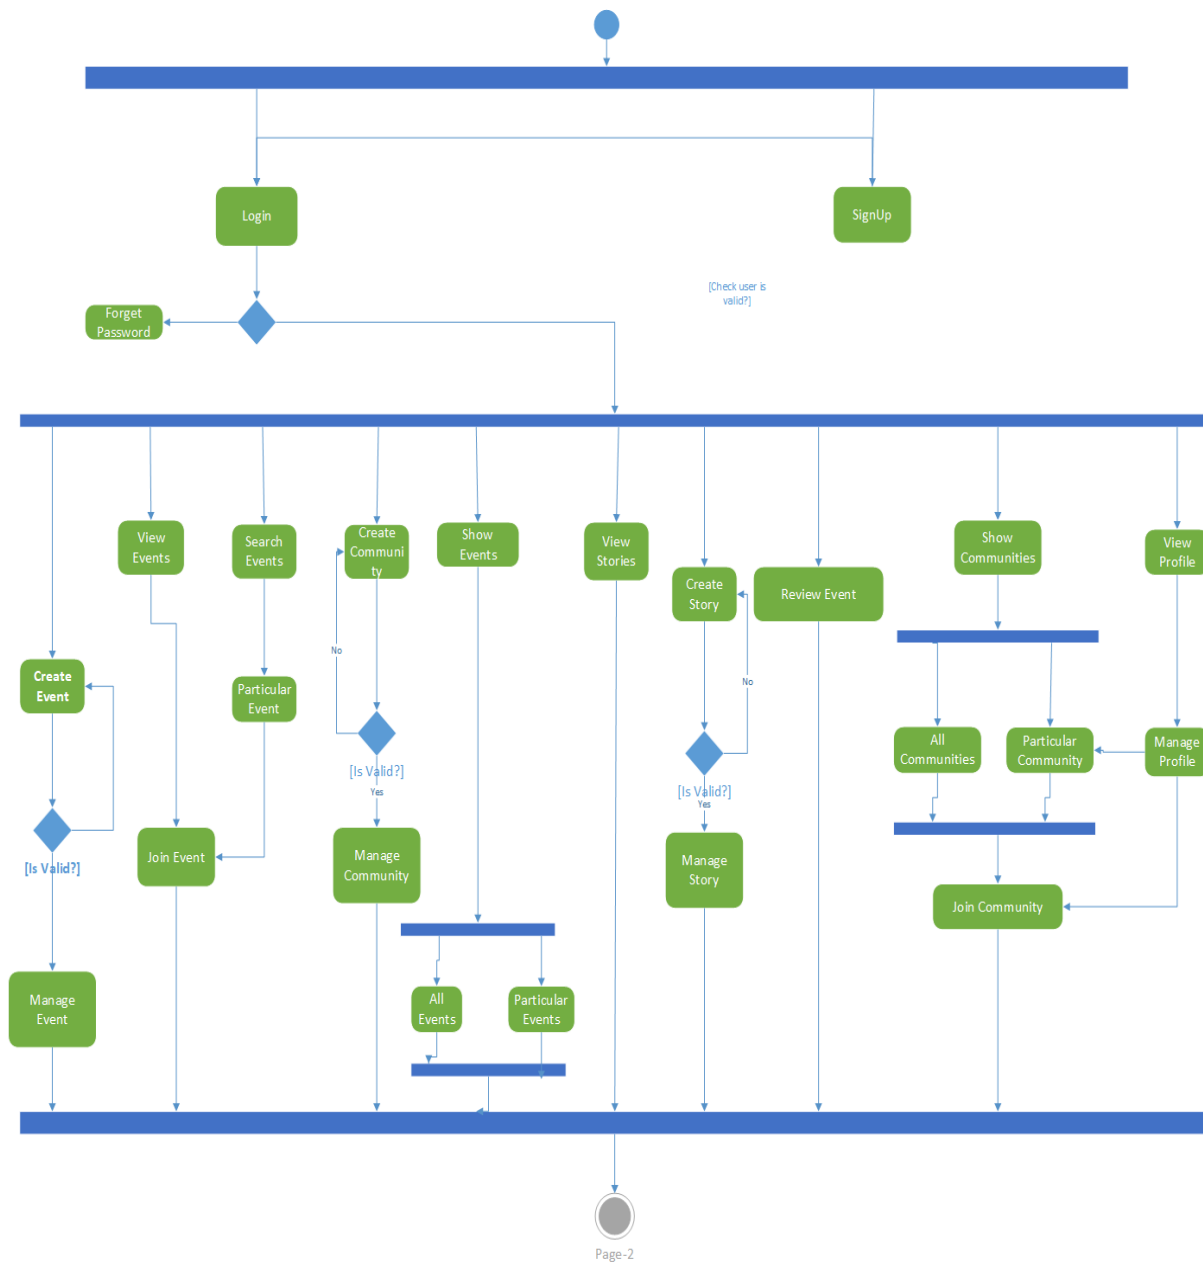 Login
SignUp
[Check user is
valid?]
Forget
Password
View
Events
Search
Events
Create
Communi
ty
Show
Events
View
Stories
Create
Story
Review Event
Show
Communities
View
Profile
No
Create
Event
Particular
Event
No
All
Communities
Particular
Community
Manage
Profile
[Is Valid?]
Yes
[Is Valid?]
Yes
Join Event
[Is Valid?]
Manage
Community
Manage
Story
Join Community
Manage
Event
All
Events
Particular
Events
Page-2